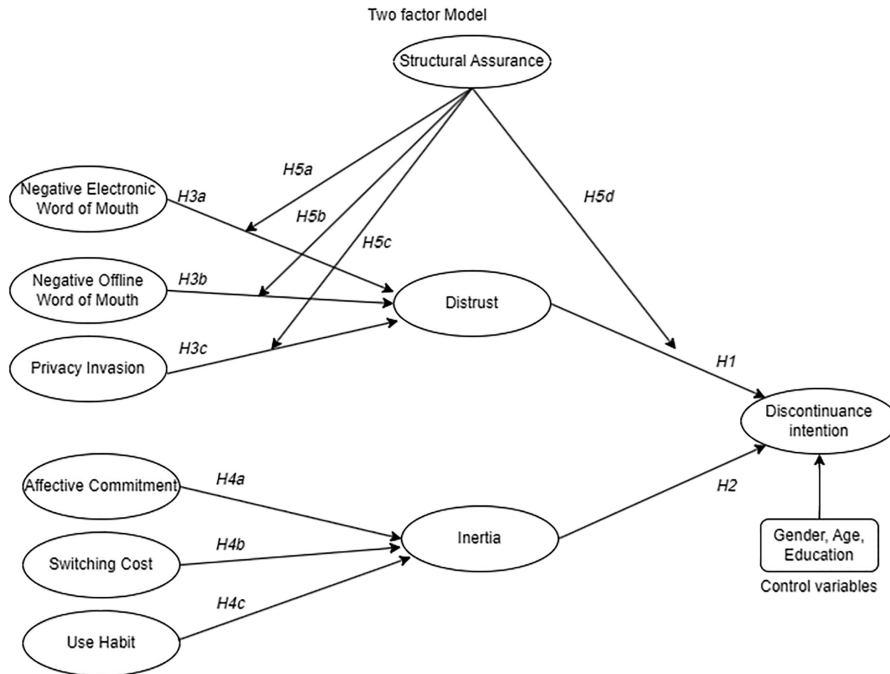 Two factor Model
Structural Assurance
H5a
H5b
H5c
H5d
Negative Electronic
Word of Mouth
H3a
Negative Offline
Word of Mouth
H3b
Privacy Invasion
H3c
Distrust
H1
Discontinuance
intention
Affective Commitment
H4a
Switching Cost
H4b
Use Habit
H4c
Inertia
H2
Gender, Age,
Education
Control variables